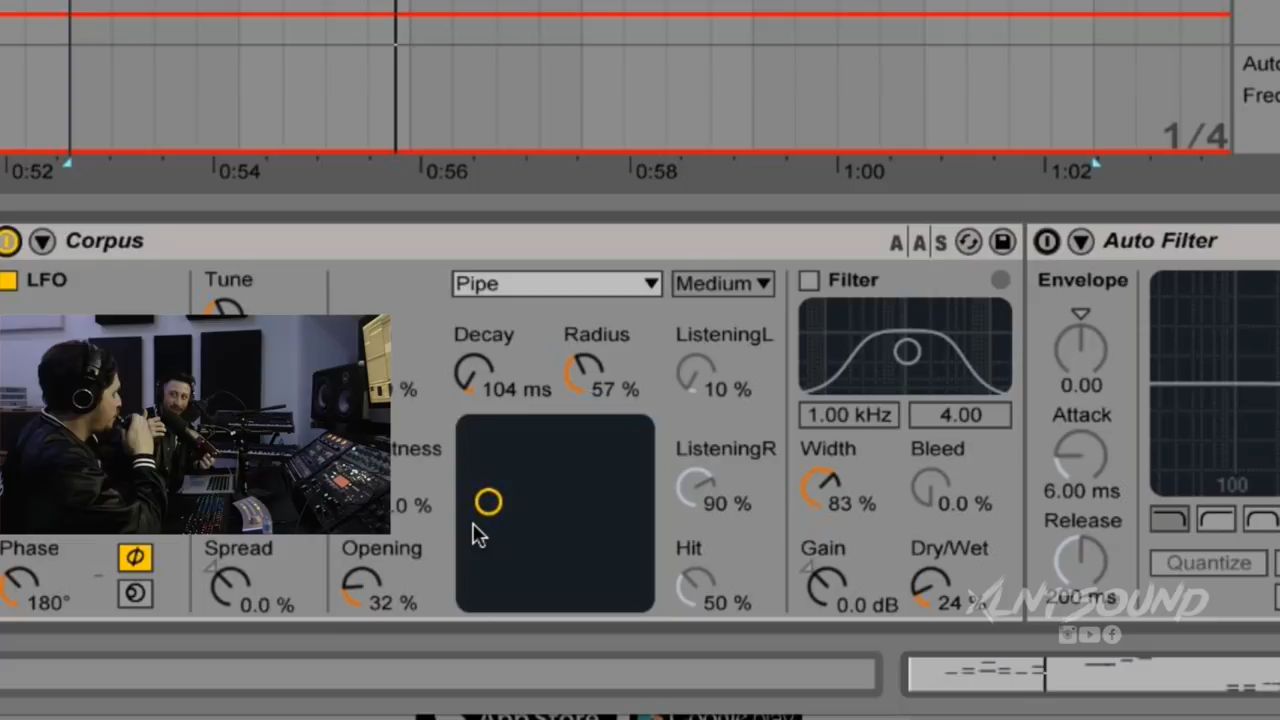 Auto
Freq
1/4
0:52 0:54 0:56 0:58 1:00 1:02
Corpus
A|A|S
Auto Filter
LFO
Tune
Pipe
Medium
Filter
Envelope
Decay
Radius
ListeningL
104 ms
57 %
%
10 %
0.00
1.00 kHz
4.00
Attack
tness
ListeningR
Width
Bleed
.0 %
90 %
83 %
0.0 %
100
6.00 ms
Release
Phase
Spread
Opening
Hit
Gain
Dry/Wet
Quantize
180°
0.0 %
32 %
50 %
0.0 dB
24 %
200 ms
XLNTSOUND